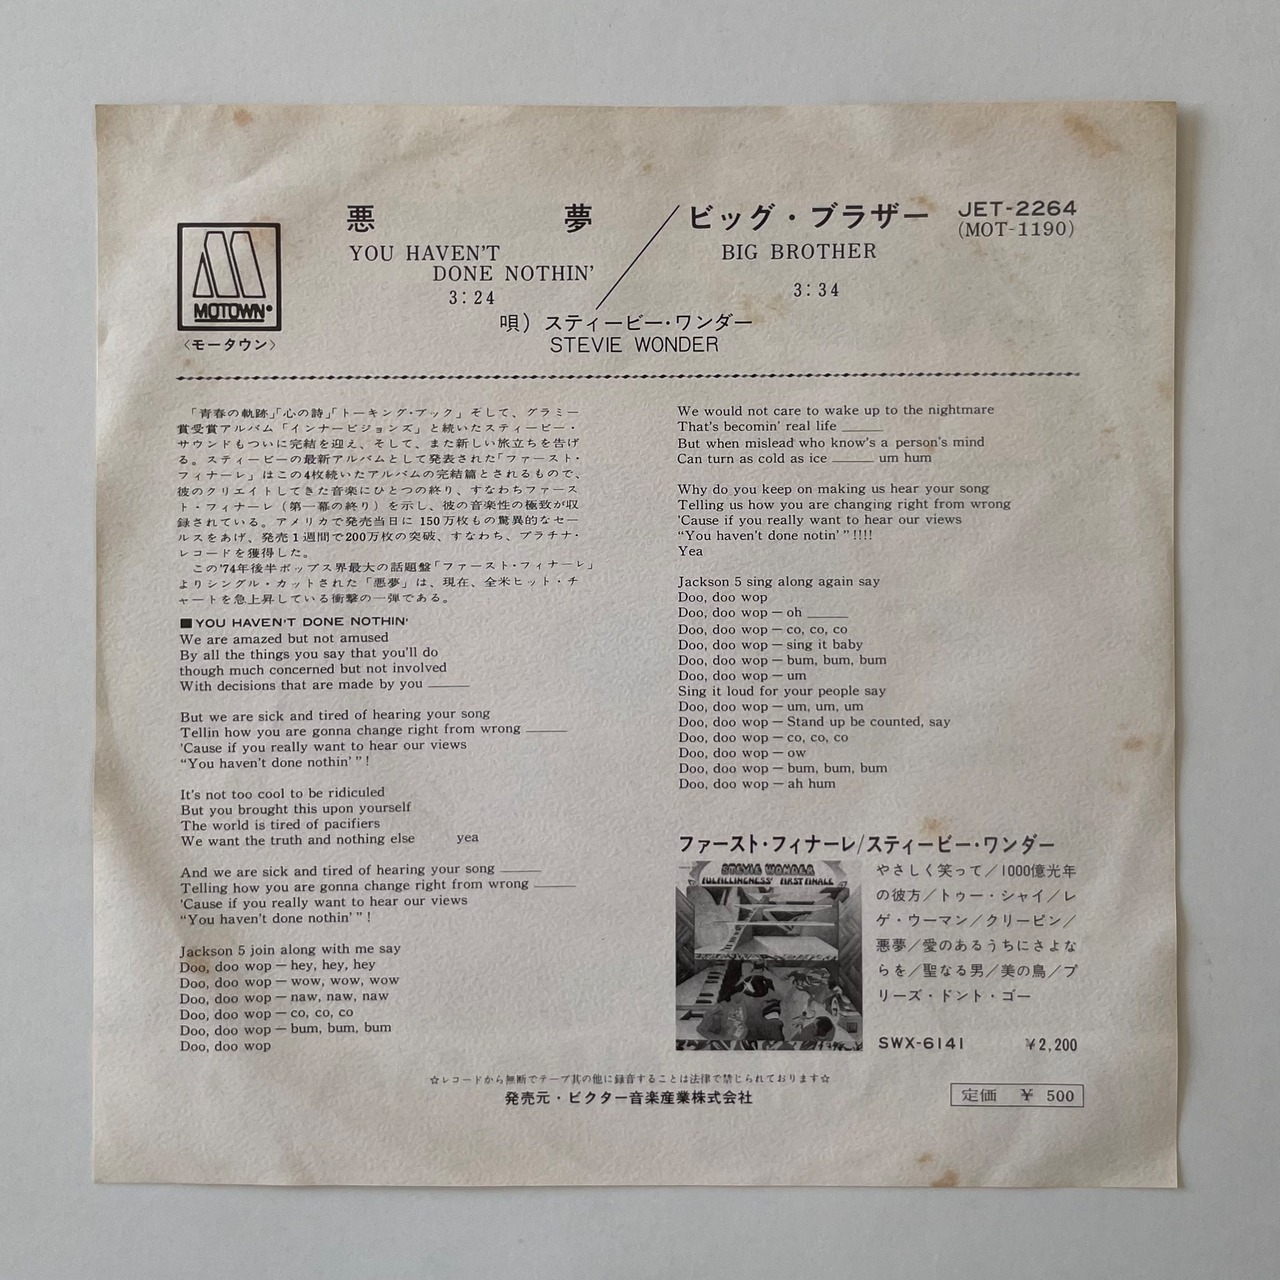 悪夢／ビッグ・ブラザー
JET-2264
YOU HAVEN'T
DONE NOTHIN'
BIG BROTHER
(MOT-1190)
3:24
3:34
MOTOWN
〈モータウン〉
唄）スティービー・ワンダー
STEVIE WONDER
「青春の軌跡」「心の詩」「トーキング・ブック」そして、グラミー
賞受賞アルバム「インナービジョンズ」と続いたスティービー・
サウンドもついに完結を迎え、そして、また新しい旅立ちを告げ
る。スティービーの最新アルバムとして発表された「ファースト・
フィナーレ」はこの4枚続いたアルバムの完結篇とされるもので、
彼のクリエイトしてきた音楽にひとつの終り、すなわちファース
ト・フィナーレ（第一幕の終り）を示し、彼の音楽性の極致が収
録されている。アメリカで発売当日に150万枚もの驚異的なセー
ルスをあげ、発売1週間で200万枚の突破、すなわち、プラチナ・
レコードを獲得した。
この'74年後半ポップス界最大の話題盤「ファースト・フィナーレ」
よりシングル・カットされた「悪夢」は、現在、全米ヒット・チ
ャートを急上昇している衝撃の一弾である。
■YOU HAVEN'T DONE NOTHIN'
We are amazed but not amused
By all the things you say that you'll do
though much concerned but not involved
With decisions that are made by you ____
But we are sick and tired of hearing your song
Tellin how you are gonna change right from wrong ____
'Cause if you really want to hear our views
“You haven't done nothin' ”!
It's not too cool to be ridiculed
But you brought this upon yourself
The world is tired of pacifiers
We want the truth and nothing else yea
And we are sick and tired of hearing your song ____
Telling how you are gonna change right from wrong ____
'Cause if you really want to hear our views
“You haven't done nothin' ”!
Jackson 5 join along with me say
Doo, doo wop — hey, hey, hey
Doo, doo wop — wow, wow, wow
Doo, doo wop — naw, naw, naw
Doo, doo wop — co, co, co
Doo, doo wop — bum, bum, bum
Doo, doo wop
We would not care to wake up to the nightmare
That's becomin' real life ____
But when mislead who know's a person's mind
Can turn as cold as ice ____ um hum
Why do you keep on making us hear your song
Telling us how you are changing right from wrong
'Cause if you really want to hear our views
“You haven't done notin' ”!!!!
Yea
Jackson 5 sing along again say
Doo, doo wop
Doo, doo wop — oh ____
Doo, doo wop — co, co, co
Doo, doo wop — sing it baby
Doo, doo wop — bum, bum, bum
Doo, doo wop — um
Sing it loud for your people say
Doo, doo wop — um, um, um
Doo, doo wop — Stand up be counted, say
Doo, doo wop — co, co, co
Doo, doo wop — ow
Doo, doo wop — bum, bum, bum
Doo, doo wop — ah hum
ファースト・フィナーレ/スティービー・ワンダー
STEVIE WONDER
FULFILLINGNESS' FIRST FINALE
やさしく笑って／1000億光年
の彼方／トゥー・シャイ／レ
ゲ・ウーマン／クリーピン／
悪夢／愛のあるうちにさよな
らを／聖なる男／美の鳥／プ
リーズ・ドント・ゴー
SWX-6141 ￥2,200
☆レコードから無断でテープ其の他に録音することは法律で禁じられております☆
発売元・ビクター音楽産業株式会社
定価 ￥ 500